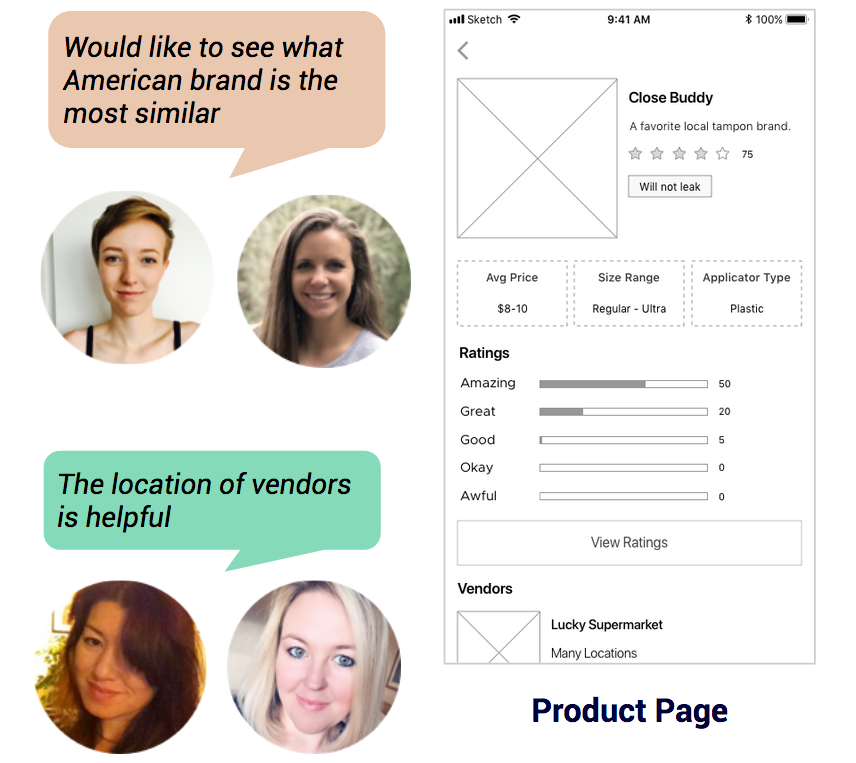 Would like to see what
American brand is the
most similar
The location of vendors
is helpful
Sketch 9:41 AM 100%
Close Buddy
A favorite local tampon brand.
75
Will not leak
Avg Price Size Range Applicator Type
$8-10 Regular - Ultra Plastic
Ratings
Amazing 50
Great 20
Good 5
Okay 0
Awful 0
View Ratings
Vendors
Lucky Supermarket
Many Locations
Product Page